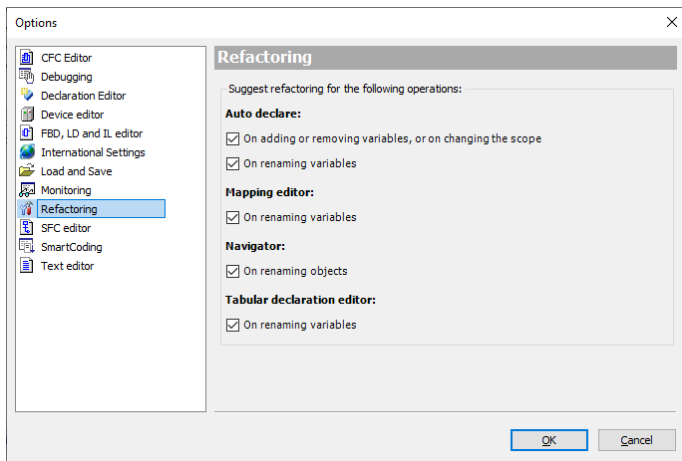 Options
CFC Editor
Debugging
Declaration Editor
Device editor
FBD, LD and IL editor
International Settings
Load and Save
Monitoring
Refactoring
SFC editor
SmartCoding
Text editor
Refactoring
Suggest refactoring for the following operations:
Auto declare:
On adding or removing variables, or on changing the scope
On renaming variables
Mapping editor:
On renaming variables
Navigator:
On renaming objects
Tabular declaration editor:
On renaming variables
OK
Cancel